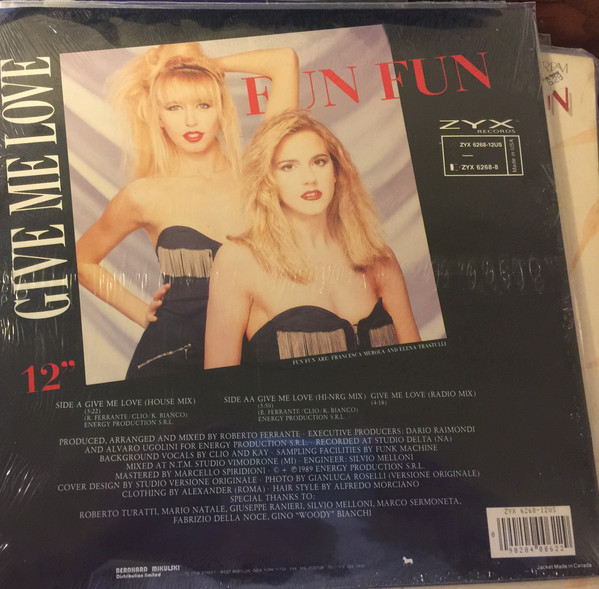 GIVE ME LOVE
FUN FUN
ZYX
RECORDS
ZYX 6268-12US
ZYX 6268-8
Made in USA
FUN FUN ARE: FRANCESCA MEROLA AND ELENA TRASTULLI
12"
SIDE A GIVE ME LOVE (HOUSE MIX)
(5:22)
(R. FERRANTE/CLIO/K. BIANCO)
ENERGY PRODUCTION S.R.L.
SIDE AA GIVE ME LOVE (HI-NRG MIX) GIVE ME LOVE (RADIO MIX)
(5:50) (4:16)
(R. FERRANTE/CLIO/K. BIANCO)
ENERGY PRODUCTION S.R.L.
PRODUCED, ARRANGED AND MIXED BY ROBERTO FERRANTE · EXECUTIVE PRODUCERS: DARIO RAIMONDI
AND ALVARO UGOLINI FOR ENERGY PRODUCTION S.R.L. · RECORDED AT STUDIO DELTA (NA)
BACKGROUND VOCALS BY CLIO AND KAY · SAMPLING FACILITIES BY FUNK MACHINE
MIXED AT N.T.M. STUDIO VIMODRONE (MI) · ENGINEER: SILVIO MELLONI
MASTERED BY MARCELLO SPIRIDIONI · © + ℗1989 ENERGY PRODUCTION S.R.L.
COVER DESIGN BY STUDIO VERSIONE ORIGINALE · PHOTO BY GIANLUCA ROSELLI (VERSIONE ORIGINALE)
CLOTHING BY ALEXANDER (ROMA) · HAIR STYLE BY ALFREDO MORCIANO
SPECIAL THANKS TO:
ROBERTO TURATTI, MARIO NATALE, GIUSEPPE RANIERI, SILVIO MELLONI, MARCO SERMONETA,
FABRIZIO DELLA NOCE, GINO "WOODY" BIANCHI
BERNHARD MIKULSKI
Distribution limited
ZYX 6268-12US
Jacket Made in Canada